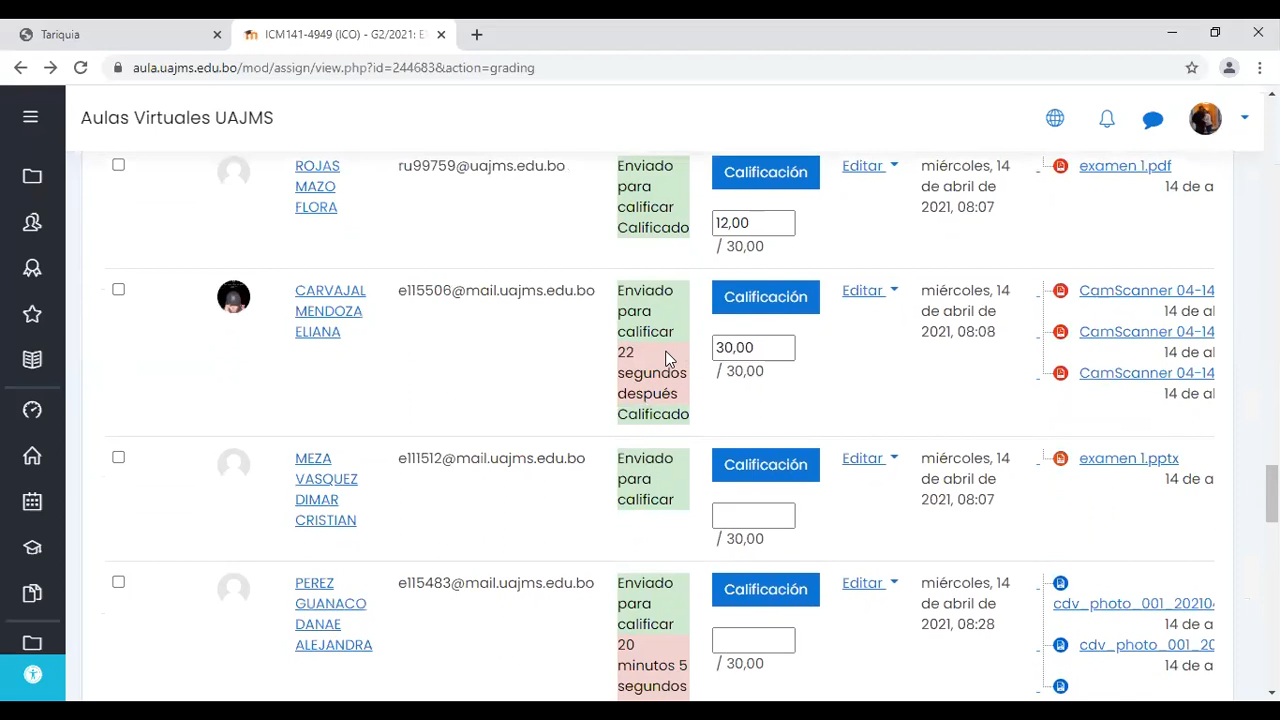 Tariquia
ICM141-4949 (ICO) - G2/2021: E
aula.uajms.edu.bo/mod/assign/view.php?id=244683&action=grading
Aulas Virtuales UAJMS
ROJAS MAZO FLORA ru99759@uajms.edu.bo Enviado para calificar Calificado Calificación Editar miércoles, 14 de abril de 2021, 08:07 examen 1.pdf
14 de a
12,00
/ 30,00
CARVAJAL MENDOZA ELIANA e115506@mail.uajms.edu.bo Enviado para calificar 22 segundos después Calificado Calificación Editar miércoles, 14 de abril de 2021, 08:08 CamScanner 04-14
14 de al
CamScanner 04-14
14 de al
CamScanner 04-14
14 de al
30,00
/ 30,00
MEZA VASQUEZ DIMAR CRISTIAN e111512@mail.uajms.edu.bo Enviado para calificar Calificación Editar miércoles, 14 de abril de 2021, 08:07 examen 1.pptx
14 de a
/ 30,00
PEREZ GUANACO DANAE ALEJANDRA e115483@mail.uajms.edu.bo Enviado para calificar 20 minutos 5 segundos Calificación Editar miércoles, 14 de abril de 2021, 08:28
cdv_photo_001_20210
14 de a
cdv_photo_001_20
14 de a
/ 30,00